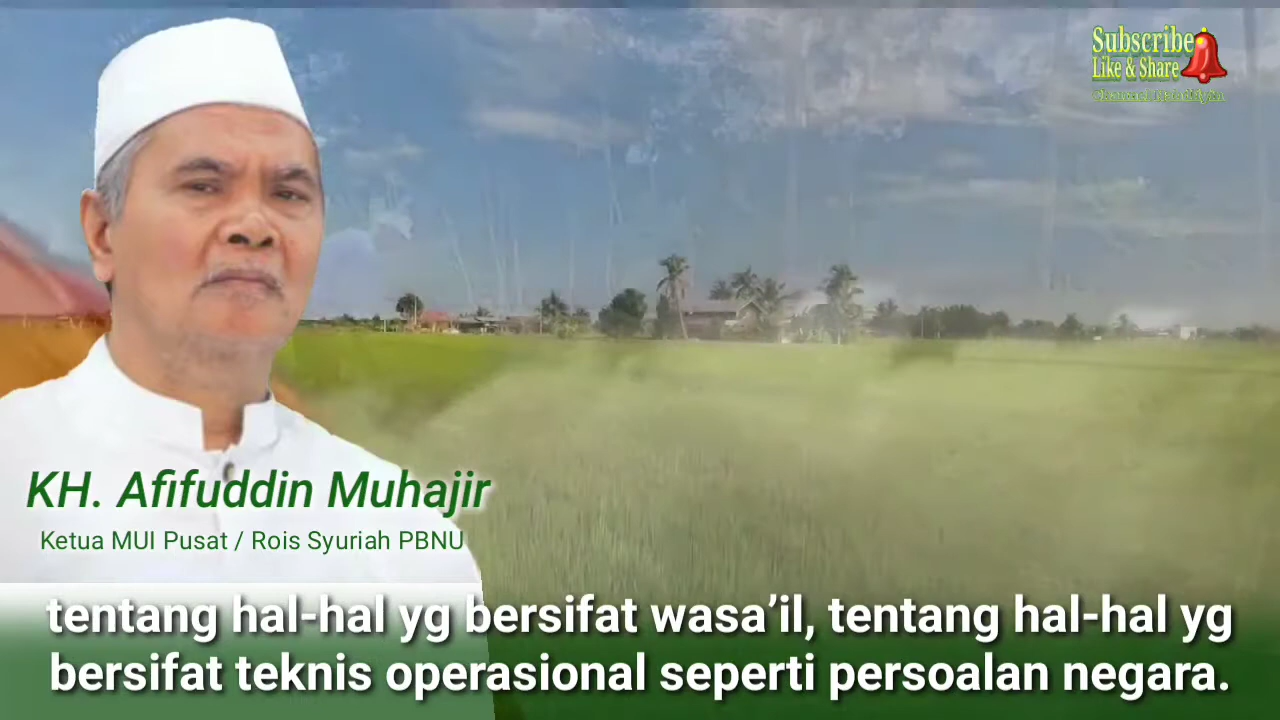 Subscribe
Like & Share
KH. Afifuddin Muhajir
Ketua MUI Pusat / Rois Syuriah PBNU
tentang hal-hal yg bersifat wasa’il, tentang hal-hal yg
bersifat teknis operasional seperti persoalan negara.